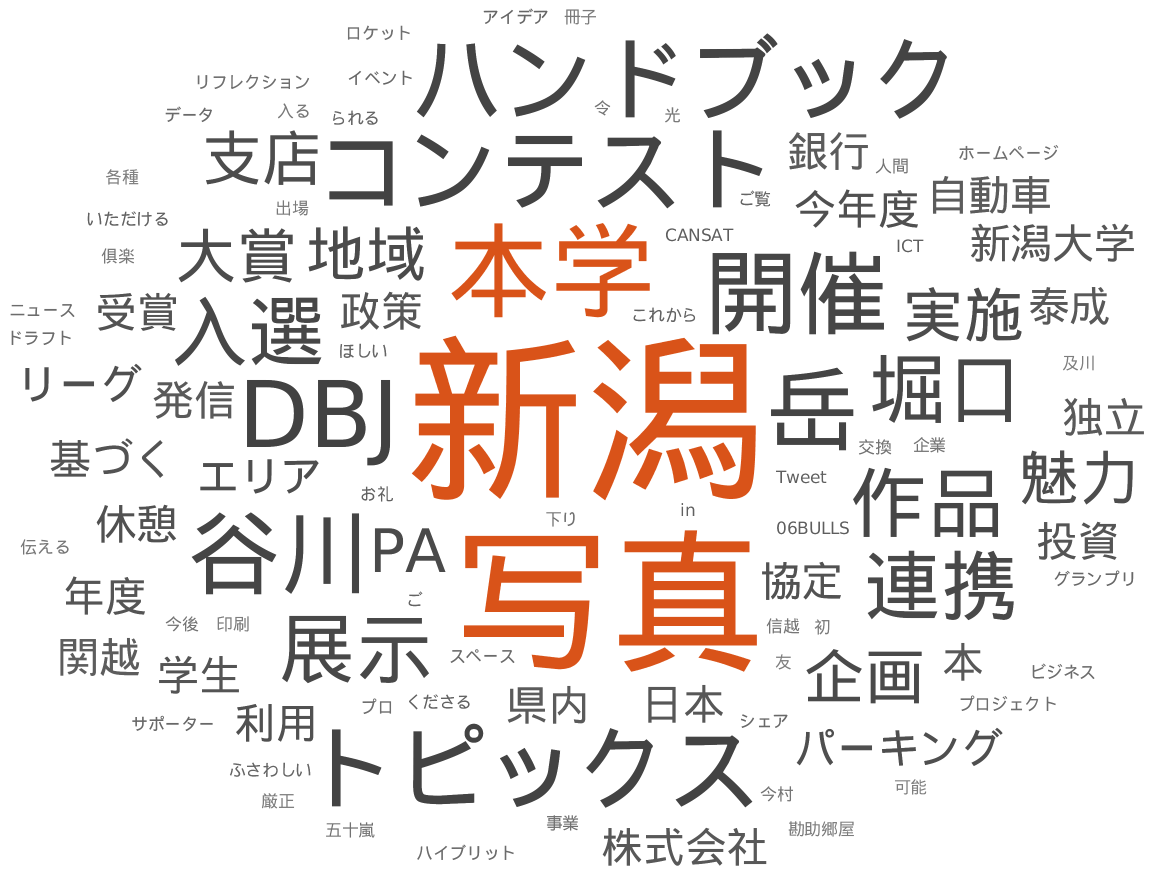 アイデア 冊子
ロケット
ハンドブック
リフレクション イベント
データ 入る られる 令 光
支店 コンテスト 銀行 人間 ホームページ
各種 出場 ご覧 今年度 自動車
いただける 大賞 地域 本学 CANSAT ICT 新潟大学
倶楽
ニュース 受賞 入選 政策 これから 開催 実施 泰成
ドラフト ほしい
リーグ 発信 DBJ 新潟 岳 堀口 及川
独立
基づく エリア 交換 企業
お礼 Tweet 魅力
休憩 谷川 PA 下り in 06BULLS 作品
伝える 写真 投資
年度 ご 協定 連携 グランプリ
今後 印刷 信越 初
関越 学生 展示 スペース 友 企画 本 ビジネス
サポーター 利用 プロ くださる 県内 日本 シェア プロジェクト
ふさわしい トピックス パーキング
厳正 今村 可能
五十嵐 事業 勘助郷屋
ハイブリット 株式会社